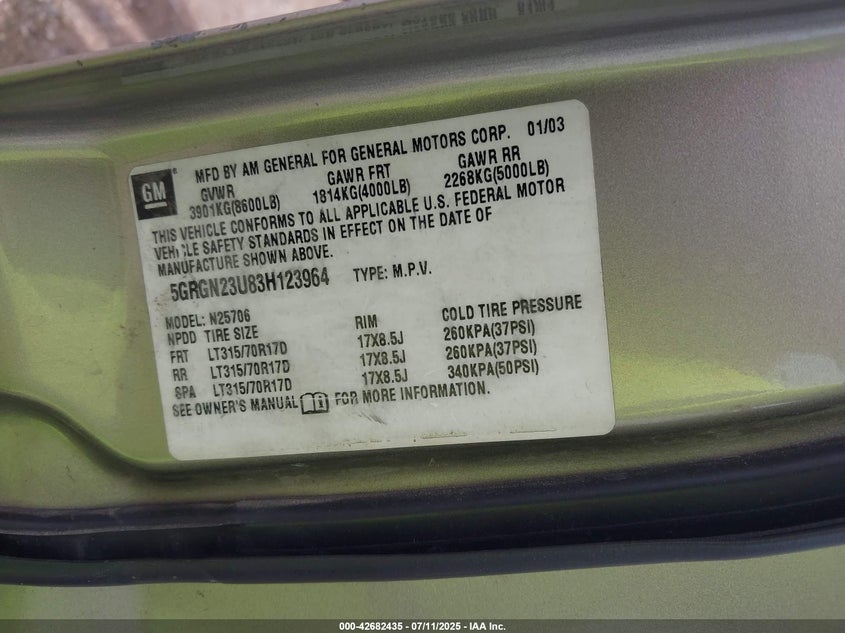 GM
MFD BY AM GENERAL FOR GENERAL MOTORS CORP. 01/03
GVWR GAWR FRT GAWR RR
3901KG(8600LB) 1814KG(4000LB) 2268KG(5000LB)
THIS VEHICLE CONFORMS TO ALL APPLICABLE U.S. FEDERAL MOTOR
VEHICLE SAFETY STANDARDS IN EFFECT ON THE DATE OF
MANUFACTURE SHOWN ABOVE.
5GRGN23U83H123964 TYPE: M.P.V.
MODEL: N25706
NPDD TIRE SIZE RIM COLD TIRE PRESSURE
FRT LT315/70R17D 17X8.5J 260KPA(37PSI)
RR LT315/70R17D 17X8.5J 260KPA(37PSI)
SPA LT315/70R17D 17X8.5J 340KPA(50PSI)
SEE OWNER'S MANUAL FOR MORE INFORMATION.
000-42682435 - 07/11/2025 - IAA Inc.